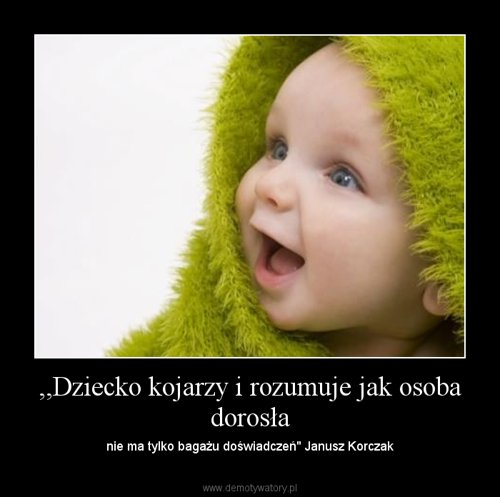 ,,Dziecko kojarzy i rozumuje jak osoba
dorosła
nie ma tylko bagażu doświadczeń" Janusz Korczak
www.demotywatory.pl